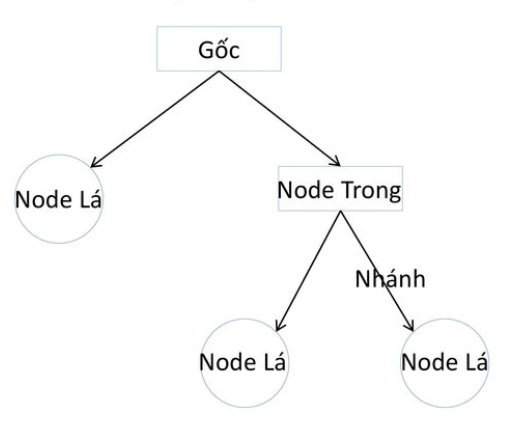 Gốc
Node Lá
Node Trong
Nhánh
Node Lá
Node Lá